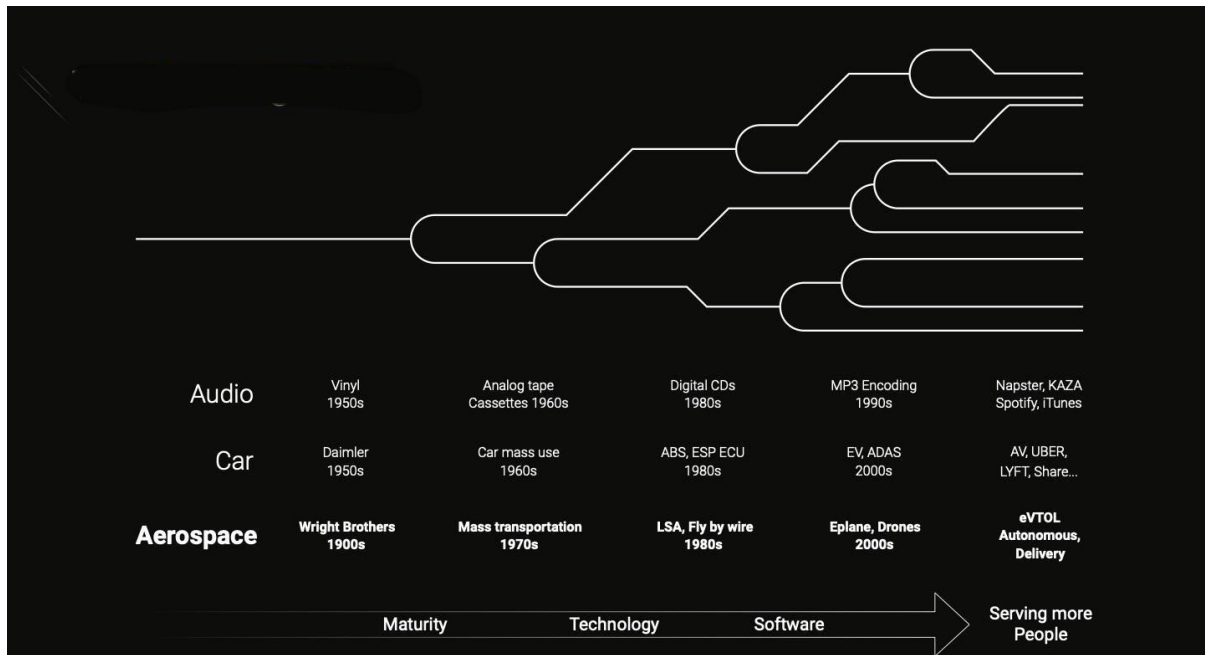 Audio
Vinyl
1950s
Analog tape
Cassettes 1960s
Digital CDs
1980s
MP3 Encoding
1990s
Napster, KAZA
Spotify, iTunes
Car
Daimler
1950s
Car mass use
1960s
ABS, ESP ECU
1980s
EV, ADAS
2000s
AV, UBER,
LYFT, Share...
Aerospace
Wright Brothers
1900s
Mass transportation
1970s
LSA, Fly by wire
1980s
Eplane, Drones
2000s
eVTOL
Autonomous,
Delivery
Maturity
Technology
Software
Serving more
People